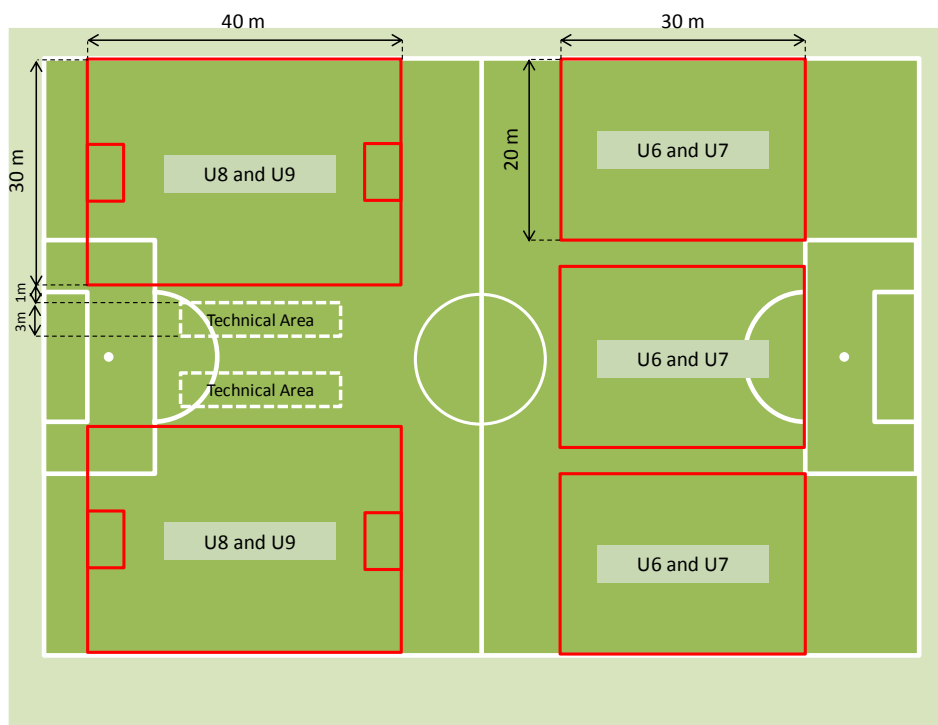 40 m
30 m
30 m
20 m
U8 and U9
U6 and U7
1m
3m
Technical Area
Technical Area
U6 and U7
U8 and U9
U6 and U7